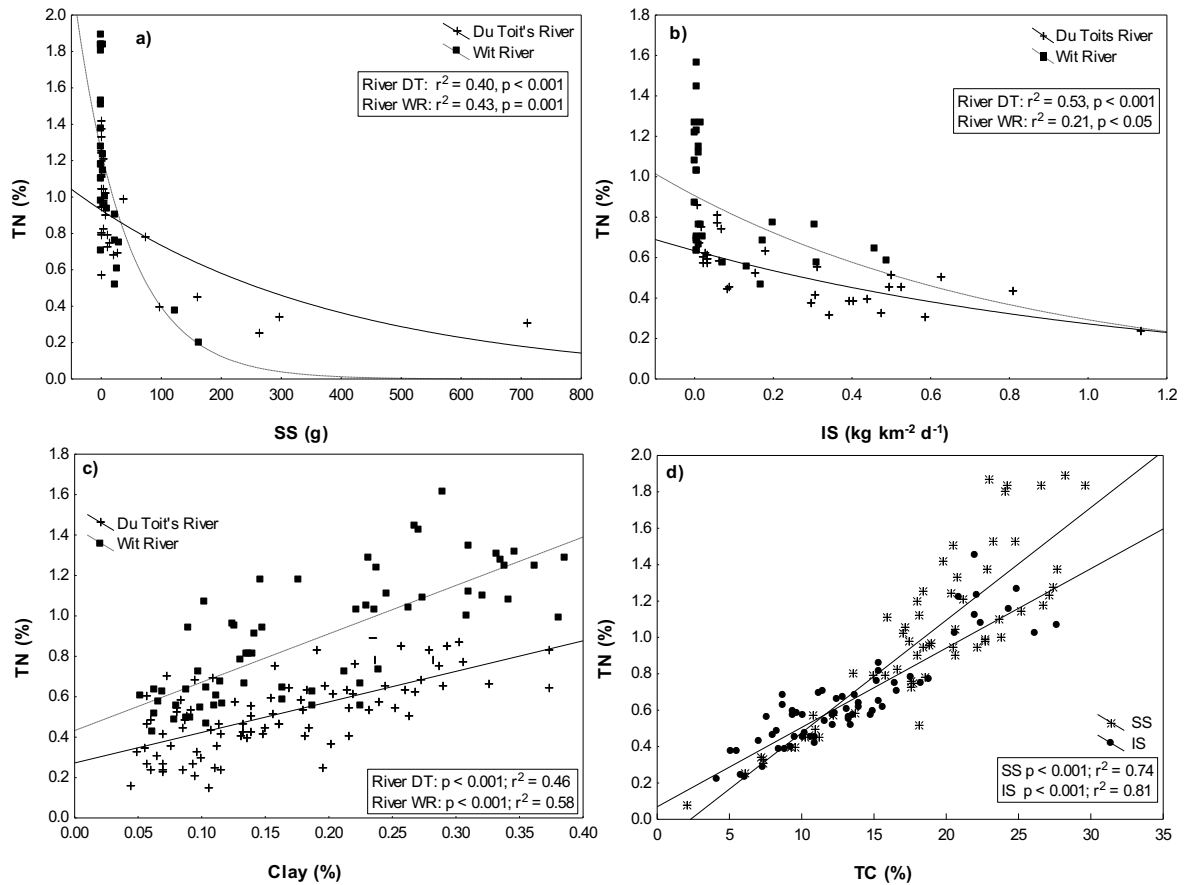 a)
Du Toit's River
Wit River
River DT: r² = 0.40, p < 0.001
River WR: r² = 0.43, p = 0.001
TN (%)
2.0
1.8
1.6
1.4
1.2
1.0
0.8
0.6
0.4
0.2
0.0
0 100 200 300 400 500 600 700 800
SS (g)
b)
Du Toits River
Wit River
River DT: r² = 0.53, p < 0.001
River WR: r² = 0.21, p < 0.05
TN (%)
1.8
1.6
1.4
1.2
1.0
0.8
0.6
0.4
0.2
0.0
0.0 0.2 0.4 0.6 0.8 1.0 1.2
IS (kg km⁻² d⁻¹)
c)
Du Toit's River
Wit River
River DT: p < 0.001; r² = 0.46
River WR: p < 0.001; r² = 0.58
TN (%)
1.8
1.6
1.4
1.2
1.0
0.8
0.6
0.4
0.2
0.0
0.00 0.05 0.10 0.15 0.20 0.25 0.30 0.35 0.40
Clay (%)
d)
SS
IS
SS p < 0.001; r² = 0.74
IS p < 0.001; r² = 0.81
TN (%)
2.0
1.8
1.6
1.4
1.2
1.0
0.8
0.6
0.4
0.2
0.0
0 5 10 15 20 25 30 35
TC (%)